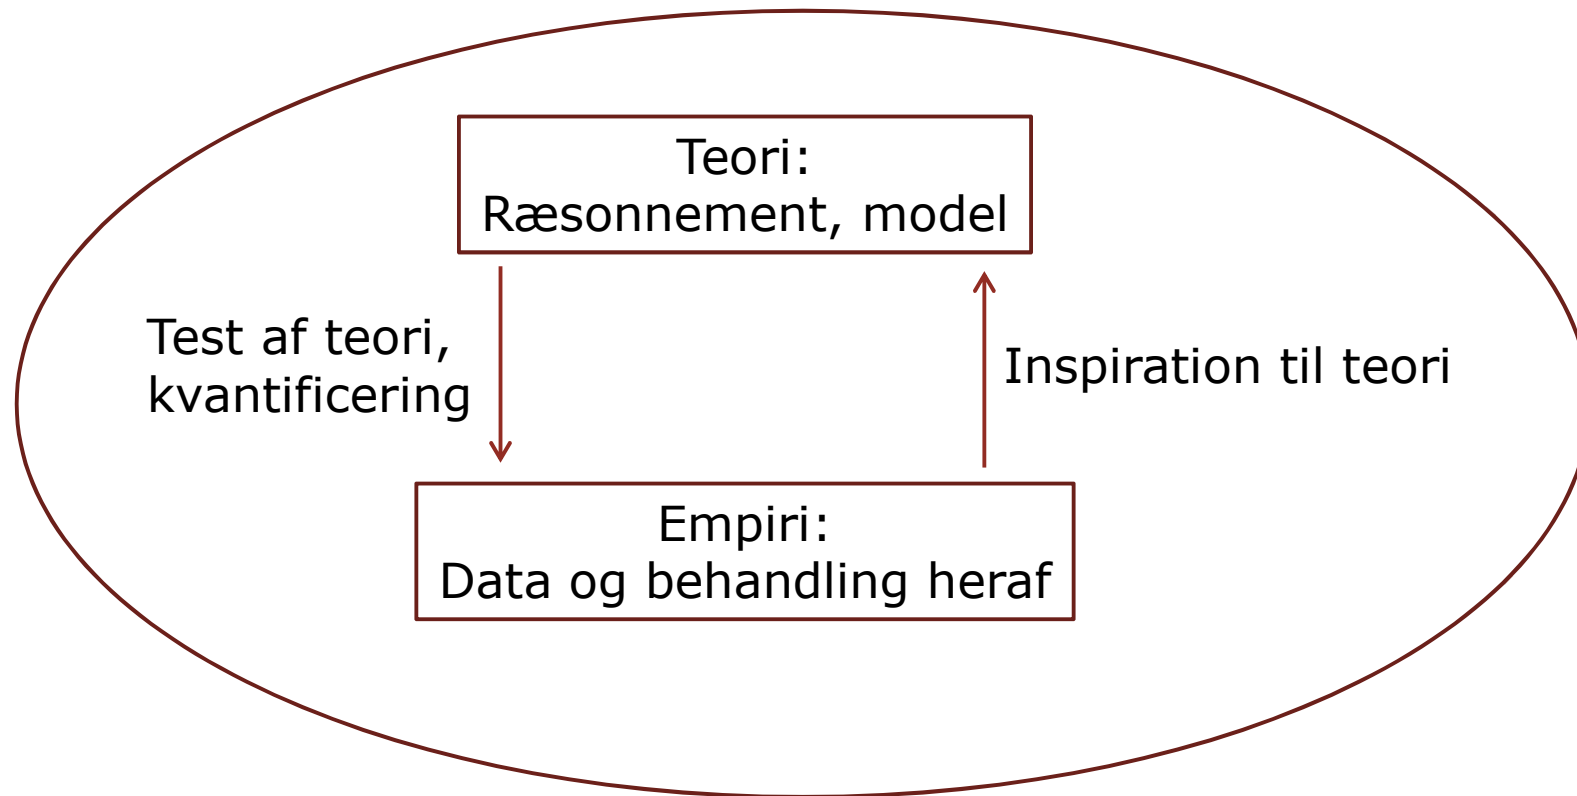 Teori:
Ræsonnement, model
Test af teori,
kvantificering
Inspiration til teori
Empiri:
Data og behandling heraf